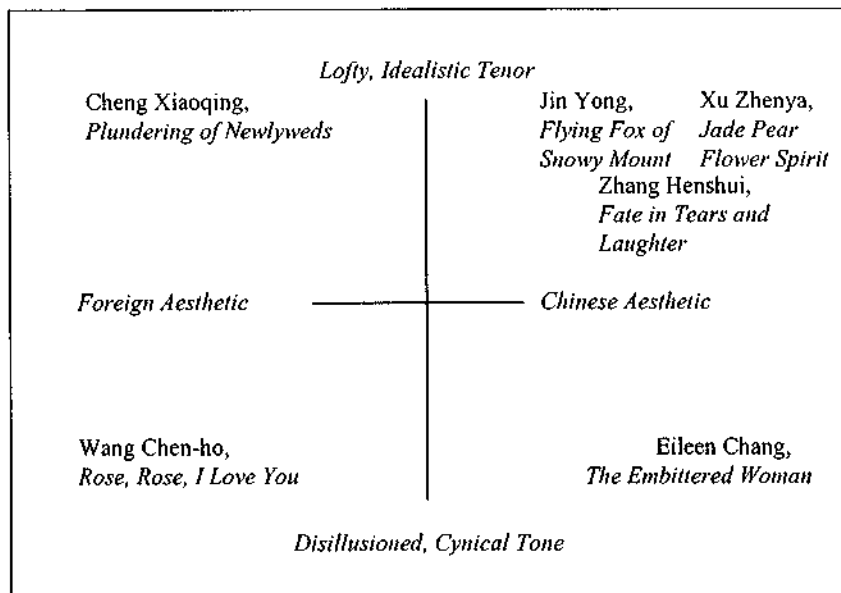 Lofty, Idealistic Tenor
Cheng Xiaoqing,
Plundering of Newlyweds
Jin Yong,
Flying Fox of
Snowy Mount
Xu Zhenya,
Jade Pear
Flower Spirit
Zhang Henshui,
Fate in Tears and
Laughter
Foreign Aesthetic
Chinese Aesthetic
Wang Chen-ho,
Rose, Rose, I Love You
Eileen Chang,
The Embittered Woman
Disillusioned, Cynical Tone